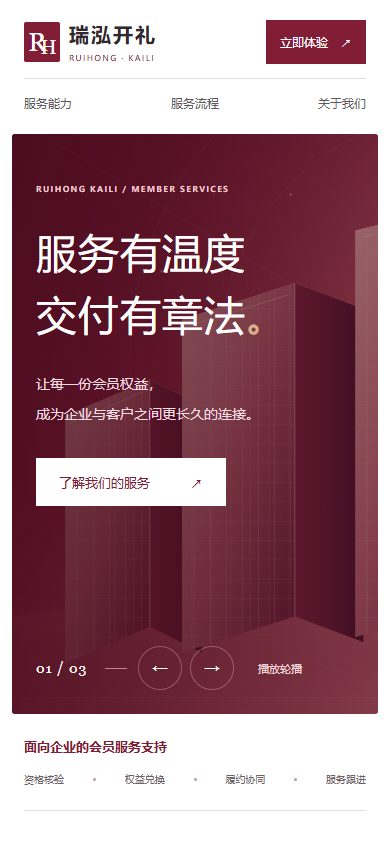 RH
瑞泓开礼
RUIHONG · KAILI
立即体验 ↗
服务能力 服务流程 关于我们
RUIHONG KAILI / MEMBER SERVICES
服务有温度
交付有章法。
让每一份会员权益，
成为企业与客户之间更长久的连接。
了解我们的服务 ↗
01 / 03 ← → 播放轮播
面向企业的会员服务支持
资格核验 • 权益兑换 • 履约协同 • 服务跟进